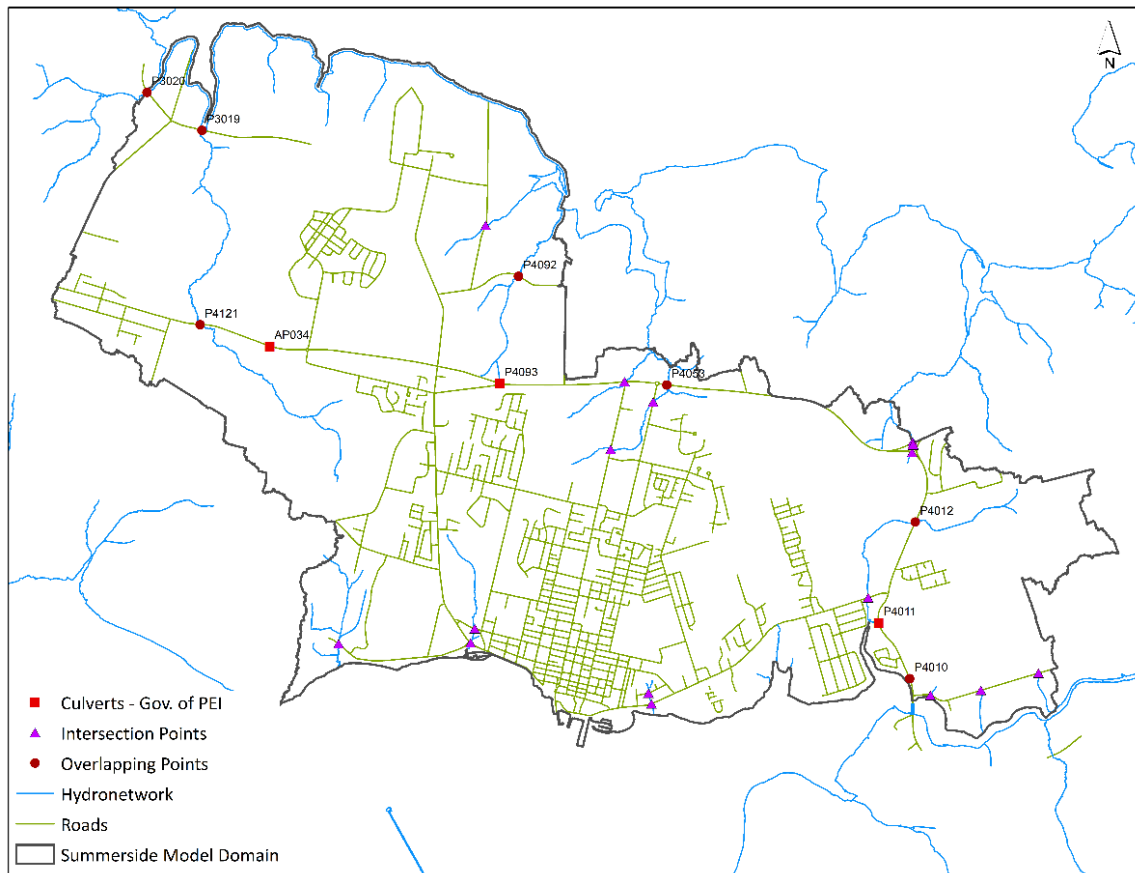 N
P3020
P3019
P4092
P4121
AP034
P4093
P4053
P4012
P4011
P4010
Culverts - Gov. of PEI
Intersection Points
Overlapping Points
Hydronetwork
Roads
Summerside Model Domain